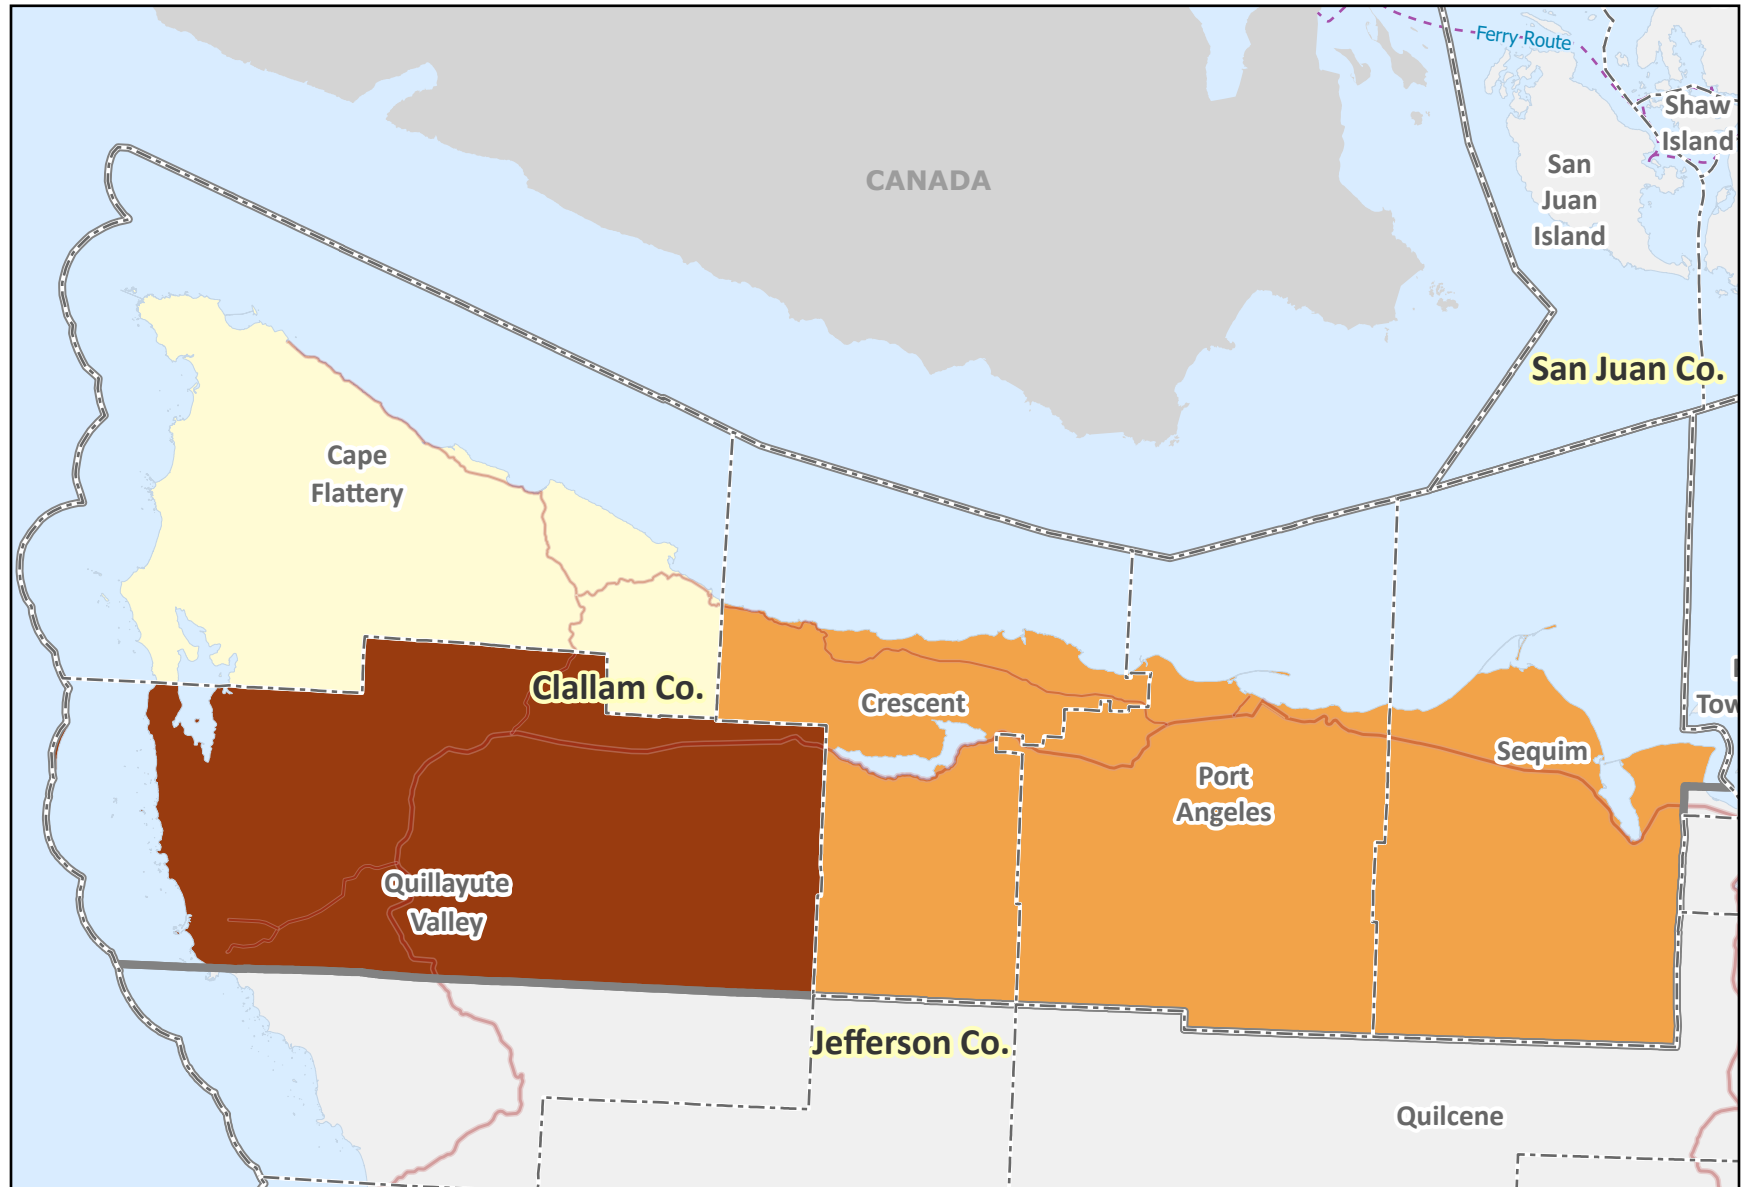 Ferry Route
Shaw
Island
San
Juan
Island
CANADA
San Juan Co.
Cape
Flattery
Clallam Co.
Crescent
Sequim
Port
Angeles
Quillayute
Valley
Jefferson Co.
Quilcene